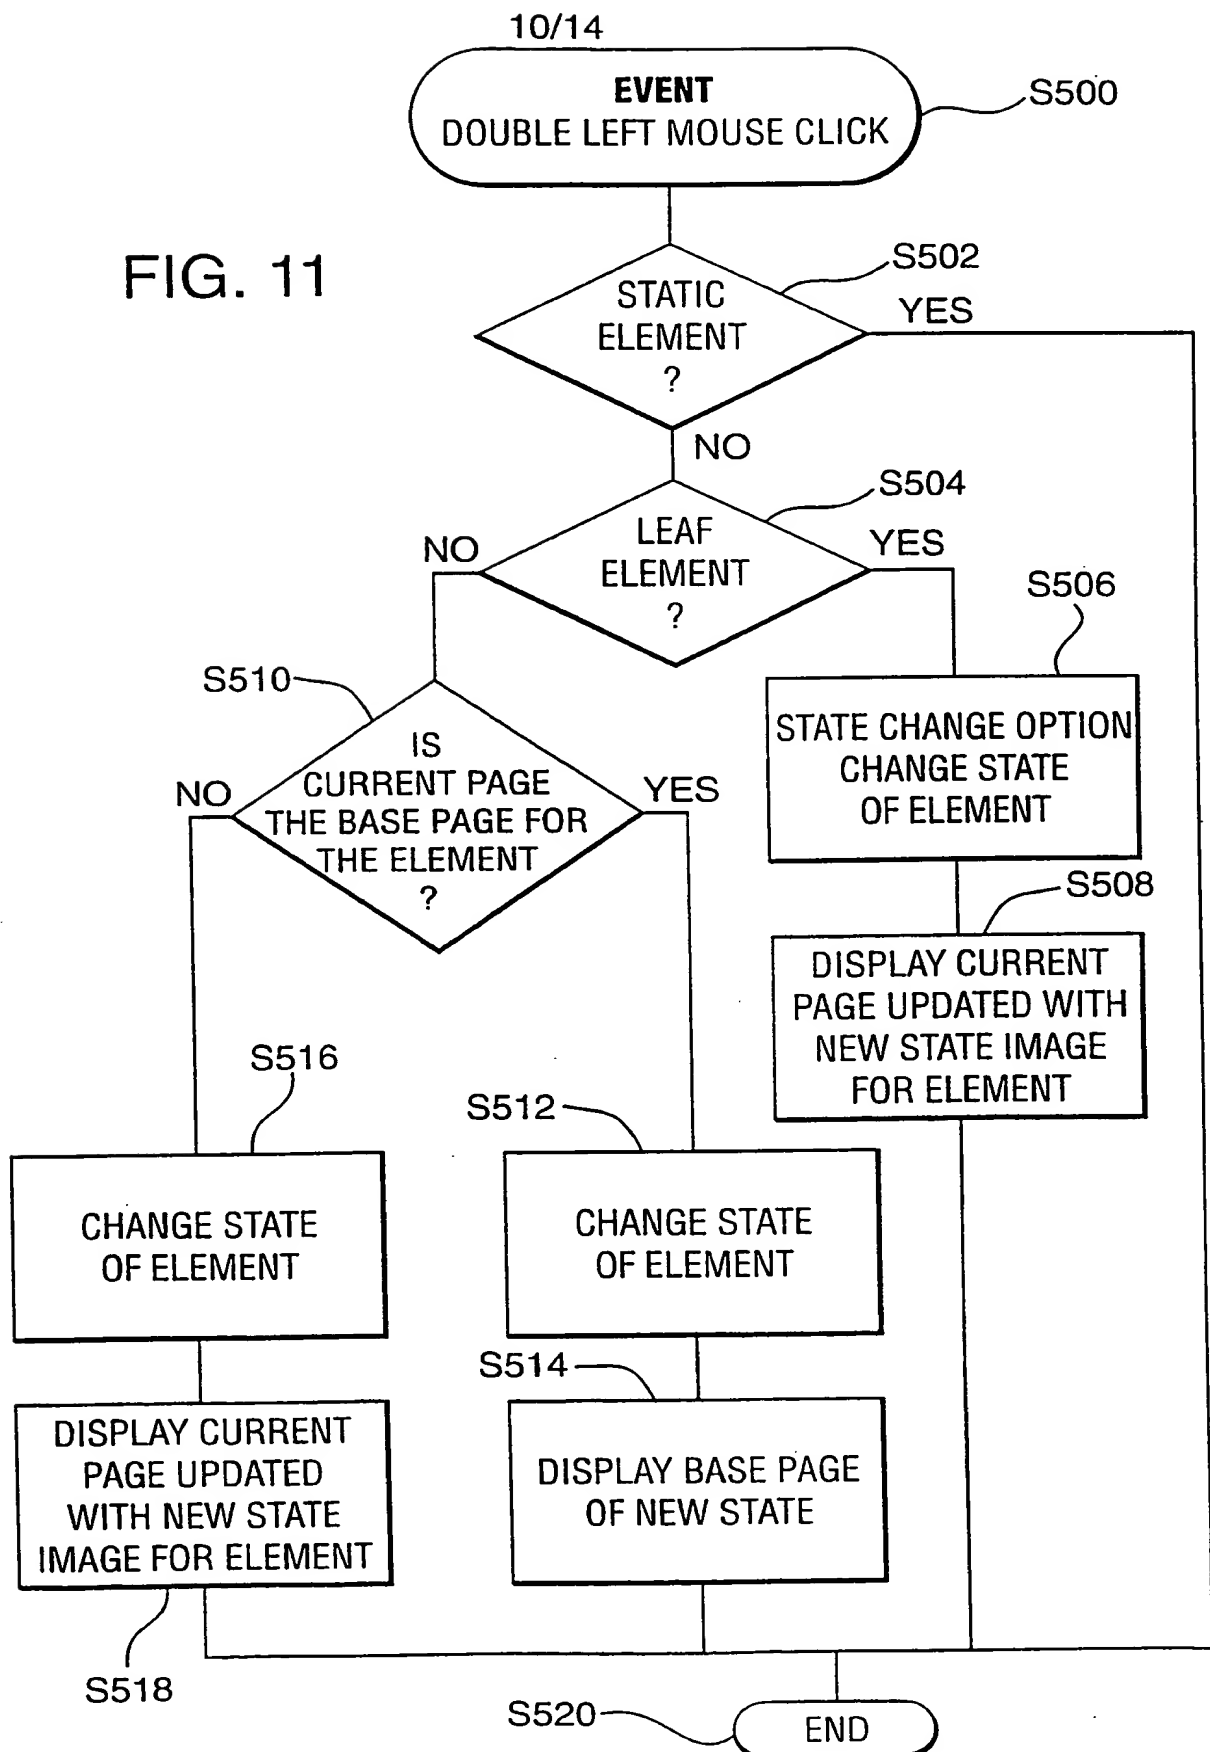 10/14
EVENT
DOUBLE LEFT MOUSE CLICK
S500
FIG. 11
S502
STATIC
ELEMENT
?
YES
NO
S504
LEAF
ELEMENT
?
NO
YES
S506
S510
STATE CHANGE OPTION
CHANGE STATE
OF ELEMENT
IS
CURRENT PAGE
THE BASE PAGE FOR
THE ELEMENT
?
NO
YES
S508
DISPLAY CURRENT
PAGE UPDATED WITH
NEW STATE IMAGE
FOR ELEMENT
S516
S512
CHANGE STATE
OF ELEMENT
CHANGE STATE
OF ELEMENT
S514
DISPLAY CURRENT
PAGE UPDATED
WITH NEW STATE
IMAGE FOR ELEMENT
DISPLAY BASE PAGE
OF NEW STATE
S518
S520
END